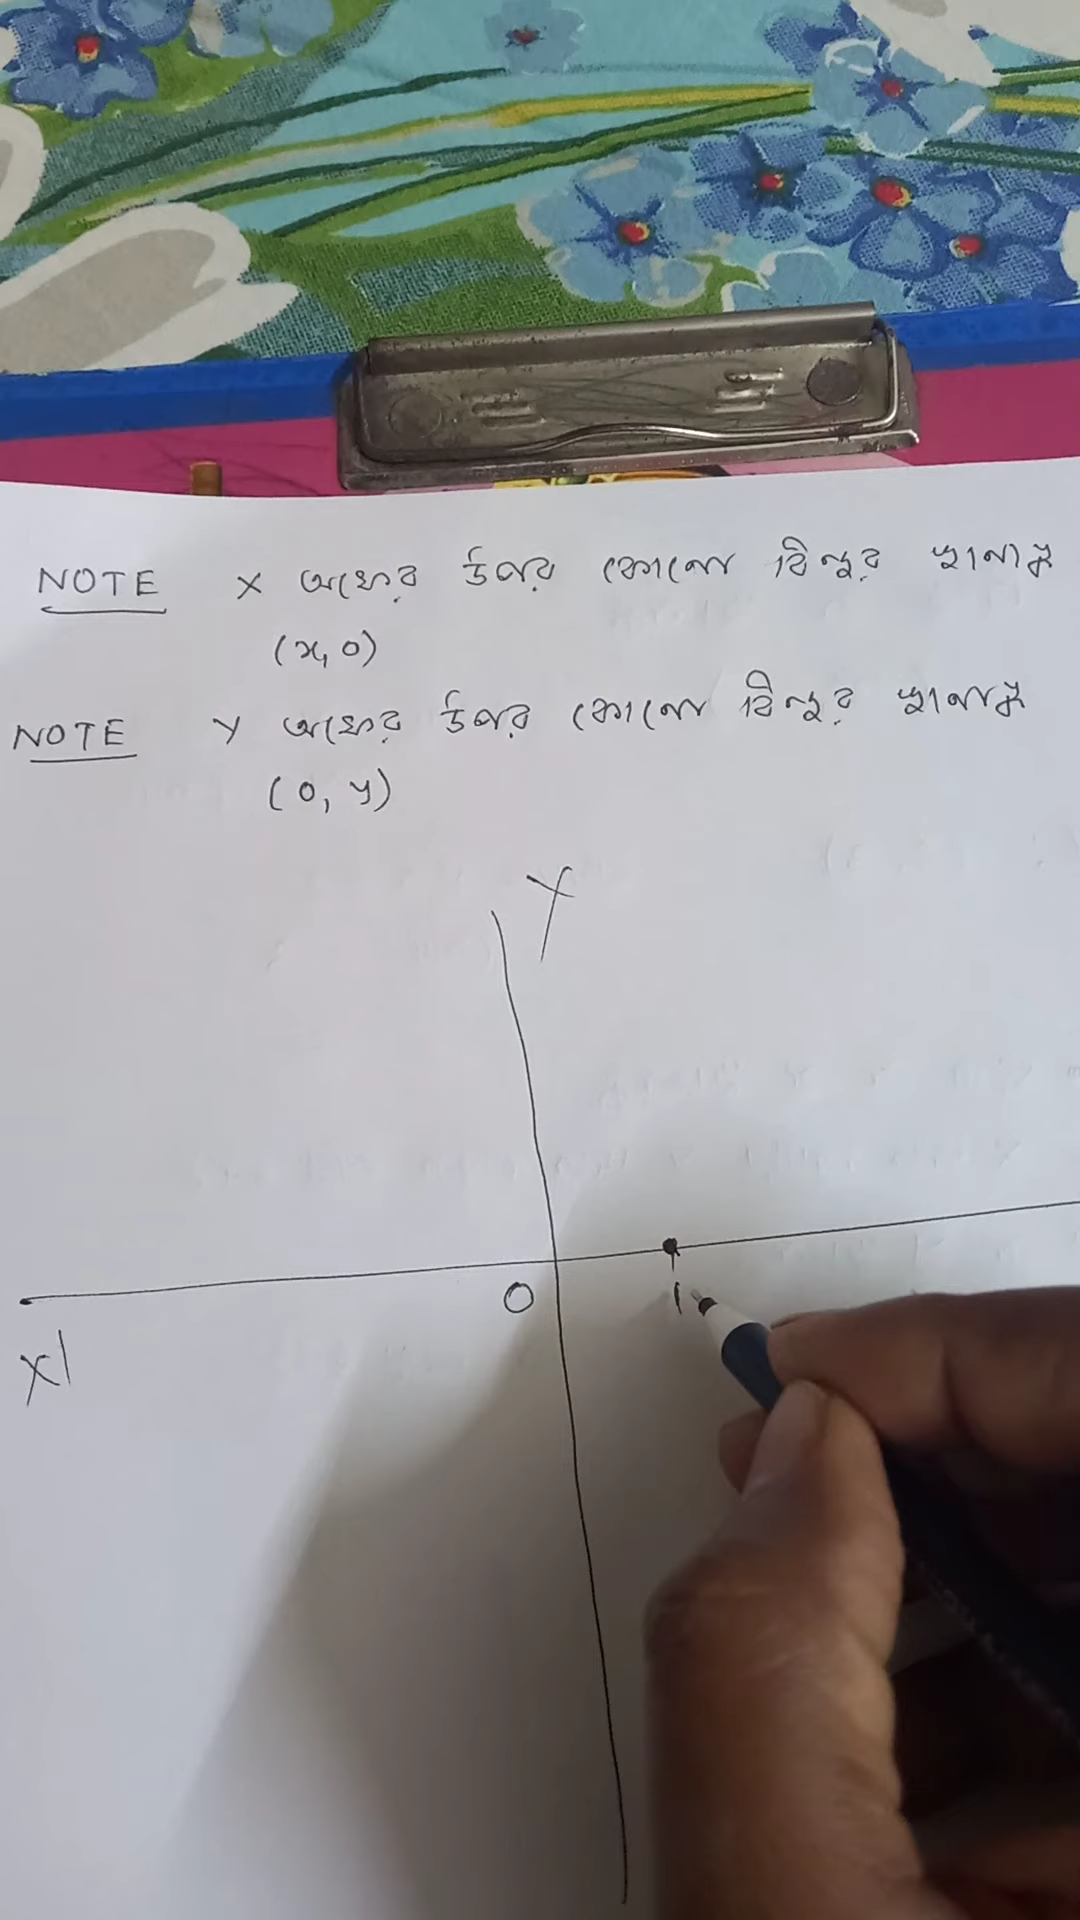 NOTE X অক্ষের উপর কোনো বিন্দুর স্থানাঙ্ক
(x, 0)
NOTE Y অক্ষের উপর কোনো বিন্দুর স্থানাঙ্ক
(0, y)
Y
O
1
X'